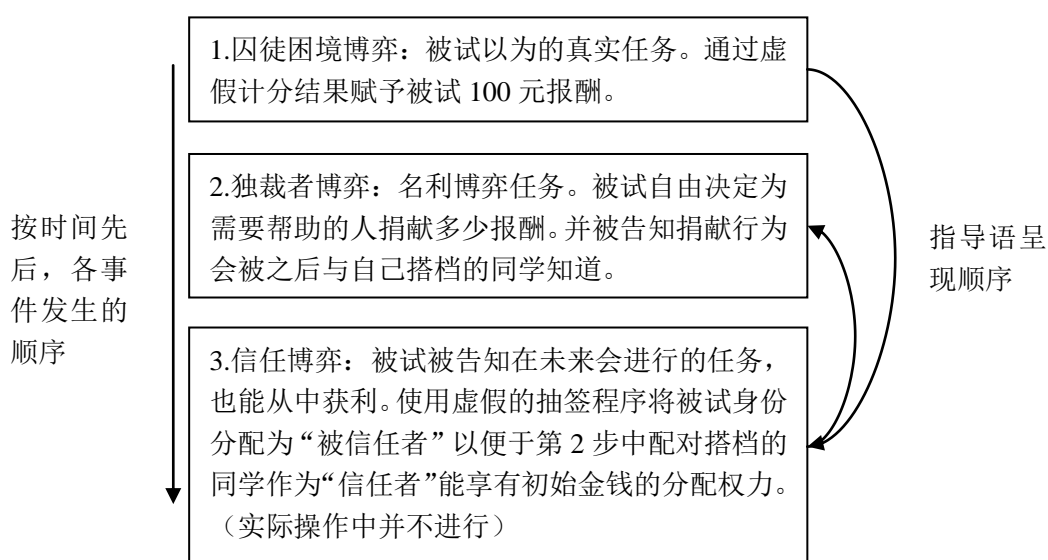 1.囚徒困境博弈：被试以为的真实任务。通过虚
假计分结果赋予被试 100 元报酬。
2.独裁者博弈：名利博弈任务。被试自由决定为
需要帮助的人捐献多少报酬。并被告知捐献行为
会被之后与自己搭档的同学知道。
按时间先
后，各事
件发生的
顺序
指导语呈
现顺序
3.信任博弈：被试被告知在未来会进行的任务，
也能从中获利。使用虚假的抽签程序将被试身份
分配为“被信任者”以便于第 2 步中配对搭档的
同学作为“信任者”能享有初始金钱的分配权力。
（实际操作中并不进行）